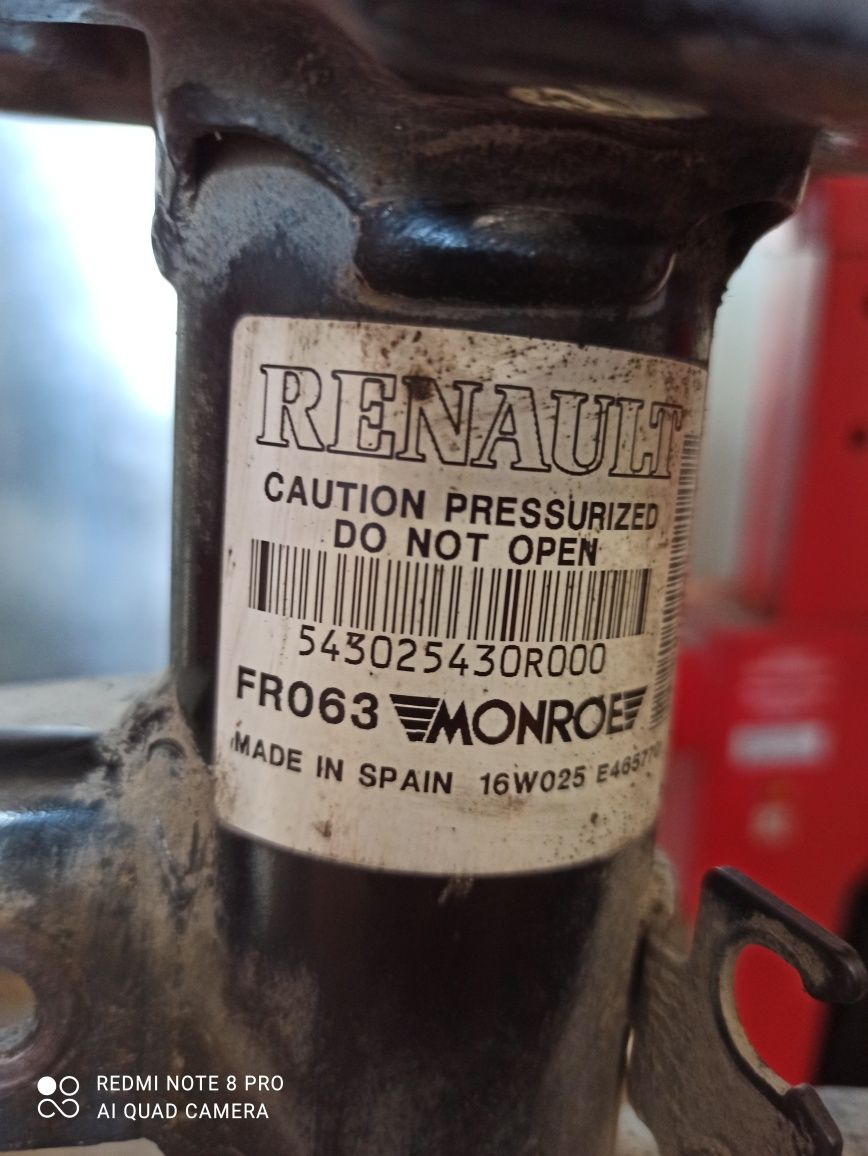 RENAULT
CAUTION PRESSURIZED
DO NOT OPEN
543025430R000
FR063 MONROE
MADE IN SPAIN 16W025
REDMI NOTE 8 PRO
AI QUAD CAMERA